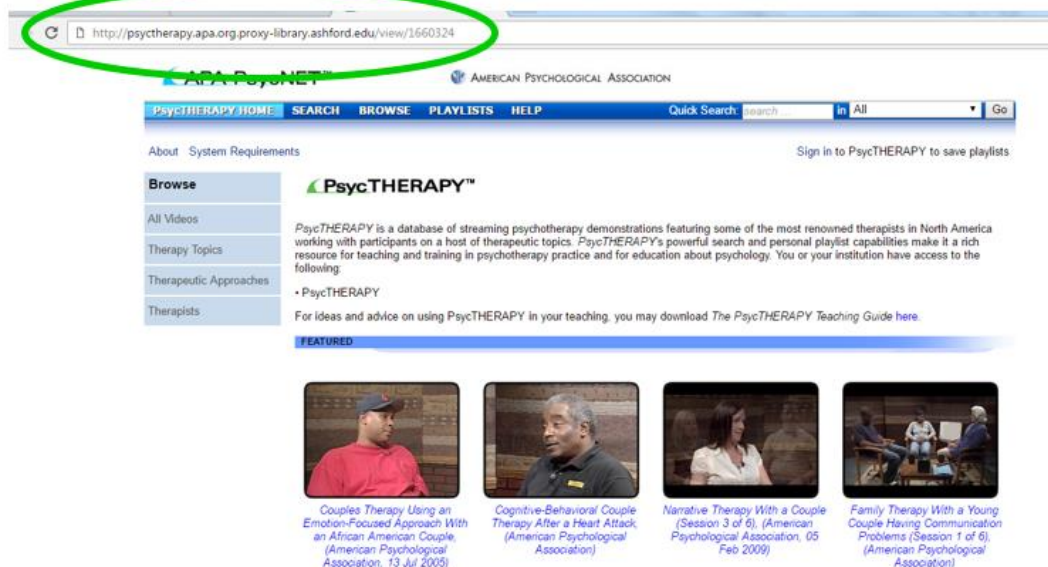 http://psyctherapy.apa.org.proxy-library.ashford.edu/view/1660324
APA PsycNET™
AMERICAN PSYCHOLOGICAL ASSOCIATION
PSYCTHERAPY HOME SEARCH BROWSE PLAYLISTS HELP Quick Search: search ... in All Go
About System Requirements Sign in to PsycTHERAPY to save playlists
Browse
All Videos
Therapy Topics
Therapeutic Approaches
Therapists
PsycTHERAPY™
PsycTHERAPY is a database of streaming psychotherapy demonstrations featuring some of the most renowned therapists in North America
working with participants on a host of therapeutic topics. PsycTHERAPY's powerful search and personal playlist capabilities make it a rich
resource for teaching and training in psychotherapy practice and for education about psychology. You or your institution have access to the
following:
• PsycTHERAPY
For ideas and advice on using PsycTHERAPY in your teaching, you may download The PsycTHERAPY Teaching Guide here.
FEATURED
Couples Therapy Using an
Emotion-Focused Approach With
an African American Couple,
(American Psychological
Association, 13 Jul 2005)
Cognitive-Behavioral Couple
Therapy After a Heart Attack,
(American Psychological
Association)
Narrative Therapy With a Couple
(Session 3 of 6), (American
Psychological Association, 05
Feb 2009)
Family Therapy With a Young
Couple Having Communication
Problems (Session 1 of 6),
(American Psychological
Association)